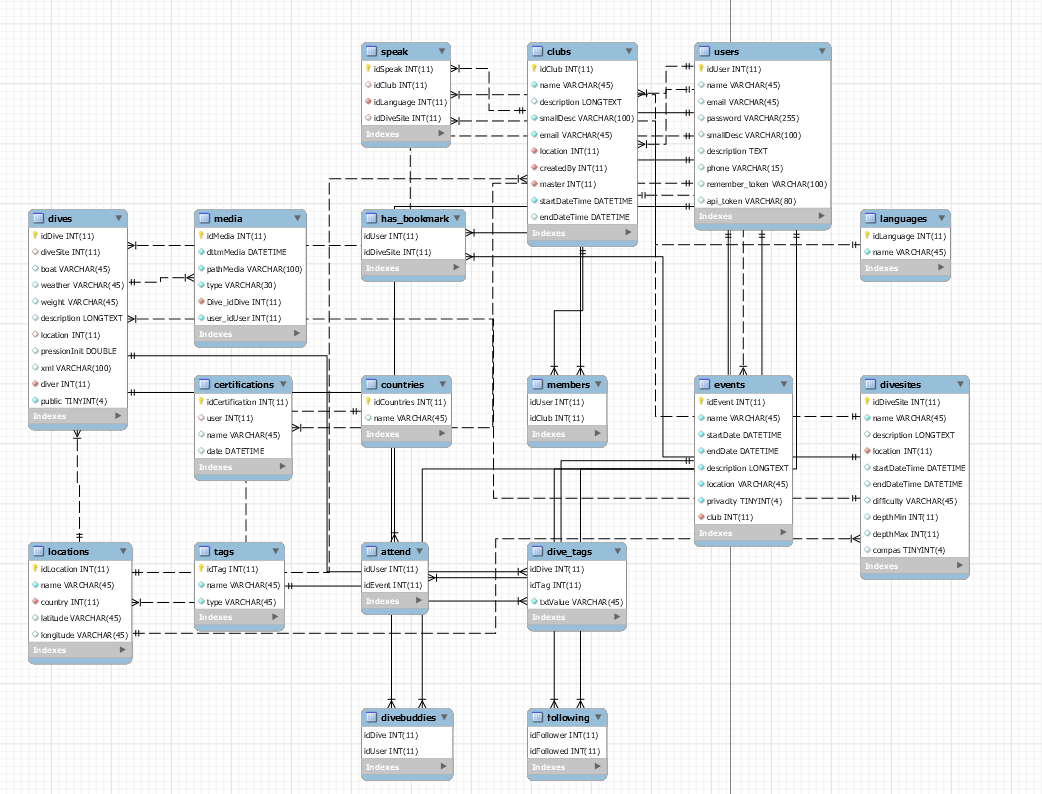 speak
idSpeak INT(11)
idClub INT(11)
idLanguage INT(11)
idDiveSite INT(11)
Indexes
clubs
idClub INT(11)
name VARCHAR(45)
description LONGTEXT
smallDesc VARCHAR(100)
email VARCHAR(45)
location INT(11)
createdBy INT(11)
master INT(11)
startDateTime DATETIME
endDateTime DATETIME
Indexes
users
idUser INT(11)
name VARCHAR(45)
email VARCHAR(45)
password VARCHAR(255)
smallDesc VARCHAR(100)
description TEXT
phone VARCHAR(15)
remember_token VARCHAR(100)
api_token VARCHAR(80)
Indexes
dives
idDive INT(11)
diveSite INT(11)
boat VARCHAR(45)
weather VARCHAR(45)
weight VARCHAR(45)
description LONGTEXT
location INT(11)
pressionInit DOUBLE
xml VARCHAR(100)
diver INT(11)
public TINYINT(4)
Indexes
media
idMedia INT(11)
dttmMedia DATETIME
pathMedia VARCHAR(100)
type VARCHAR(30)
Dive_idDive INT(11)
user_idUser INT(11)
Indexes
has_bookmark
idUser INT(11)
idDiveSite INT(11)
Indexes
languages
idLanguage INT(11)
name VARCHAR(45)
Indexes
certifications
idCertification INT(11)
user INT(11)
name VARCHAR(45)
date DATETIME
Indexes
countries
idCountries INT(11)
name VARCHAR(45)
Indexes
members
idUser INT(11)
idClub INT(11)
Indexes
events
idEvent INT(11)
name VARCHAR(45)
startDate DATETIME
endDate DATETIME
description LONGTEXT
location VARCHAR(45)
privacity TINYINT(4)
club INT(11)
Indexes
divesites
idDiveSite INT(11)
name VARCHAR(45)
description LONGTEXT
location INT(11)
startDateTime DATETIME
endDateTime DATETIME
difficulty VARCHAR(45)
depthMin INT(11)
depthMax INT(11)
compas TINYINT(4)
Indexes
locations
idLocation INT(11)
name VARCHAR(45)
country INT(11)
latitude VARCHAR(45)
longitude VARCHAR(45)
Indexes
tags
idTag INT(11)
name VARCHAR(45)
type VARCHAR(45)
Indexes
attend
idUser INT(11)
idEvent INT(11)
Indexes
dive_tags
idDive INT(11)
idTag INT(11)
txtValue VARCHAR(45)
Indexes
divebuddies
idDive INT(11)
idUser INT(11)
Indexes
following
idFollower INT(11)
idFollowed INT(11)
Indexes